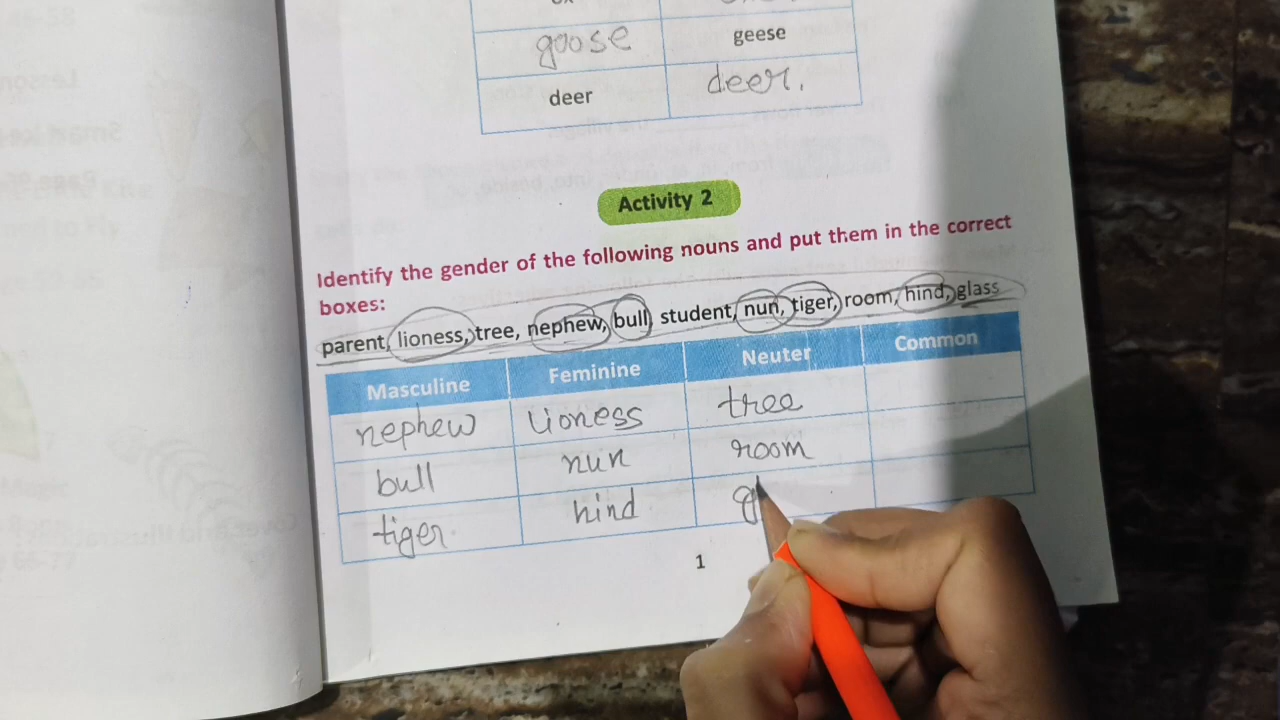 goose geese
deer deer.
Activity 2
Identify the gender of the following nouns and put them in the correct
boxes:
parent, lioness, tree, nephew, bull, student, nun, tiger, room, hind, glass
Masculine Feminine Neuter Common
nephew lioness tree
bull nun room
tiger. hind g
1